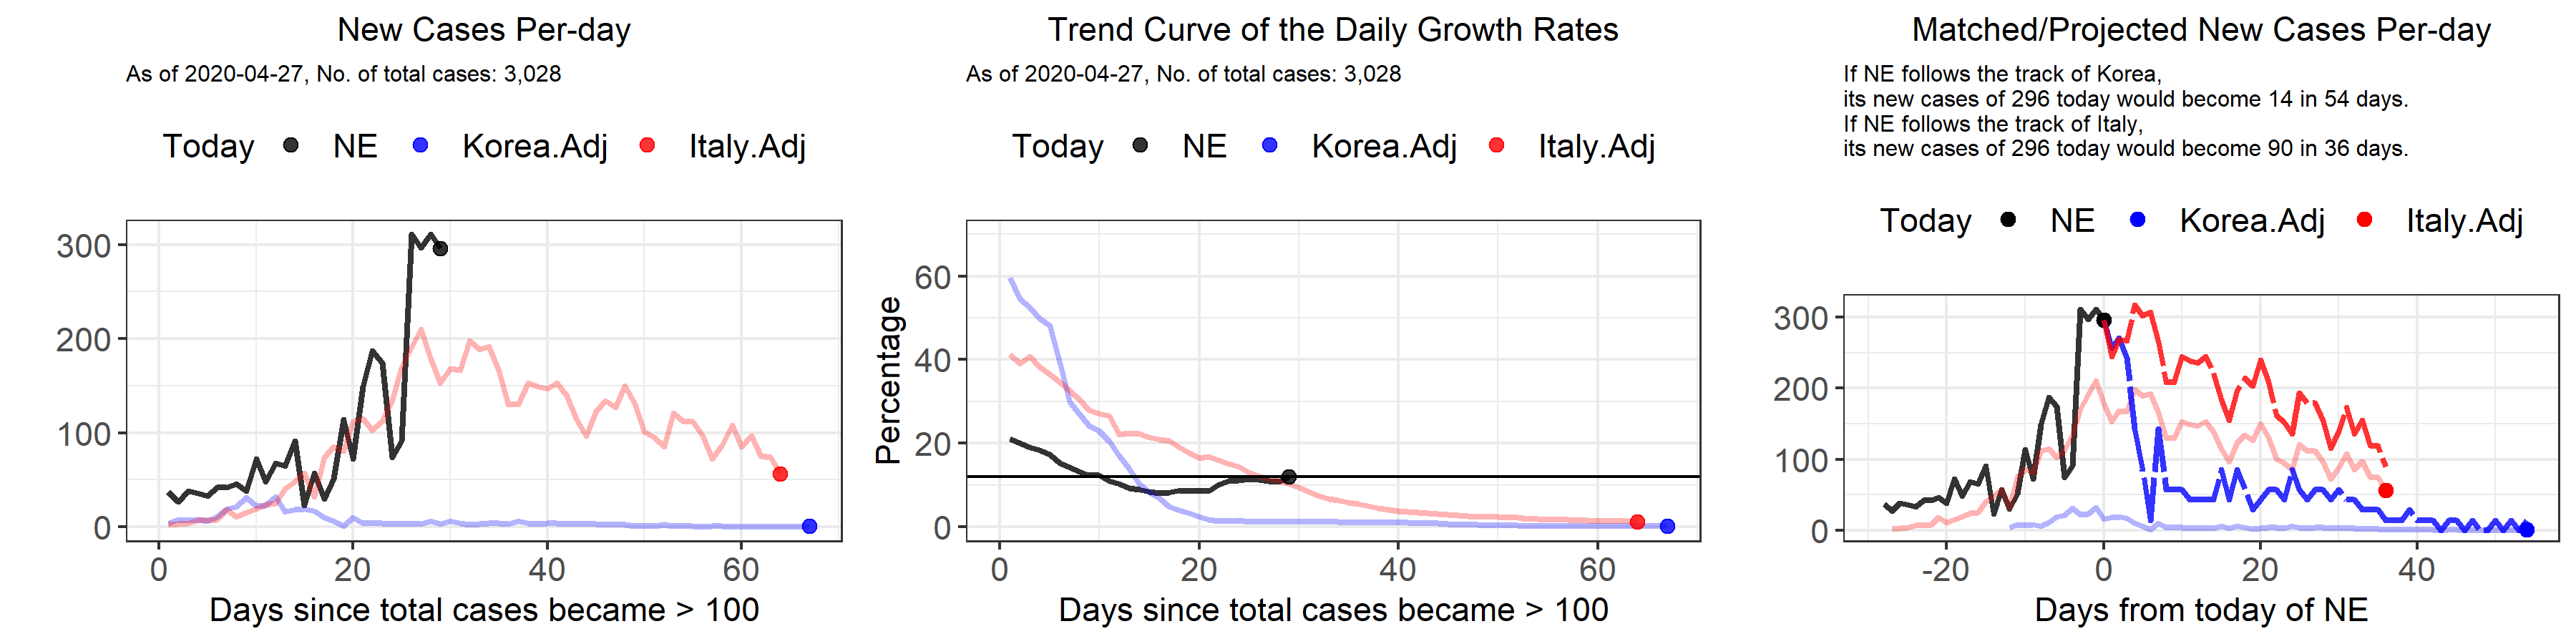 New Cases Per-day
As of 2020-04-27, No. of total cases: 3,028
Today NE Korea.Adj Italy.Adj
300
200
100
0
0 20 40 60
Days since total cases became > 100
Trend Curve of the Daily Growth Rates
As of 2020-04-27, No. of total cases: 3,028
Today NE Korea.Adj Italy.Adj
Percentage
60
40
20
0
0 20 40 60
Days since total cases became > 100
Matched/Projected New Cases Per-day
If NE follows the track of Korea,
its new cases of 296 today would become 14 in 54 days.
If NE follows the track of Italy,
its new cases of 296 today would become 90 in 36 days.
Today NE Korea.Adj Italy.Adj
300
200
100
0
-20 0 20 40
Days from today of NE